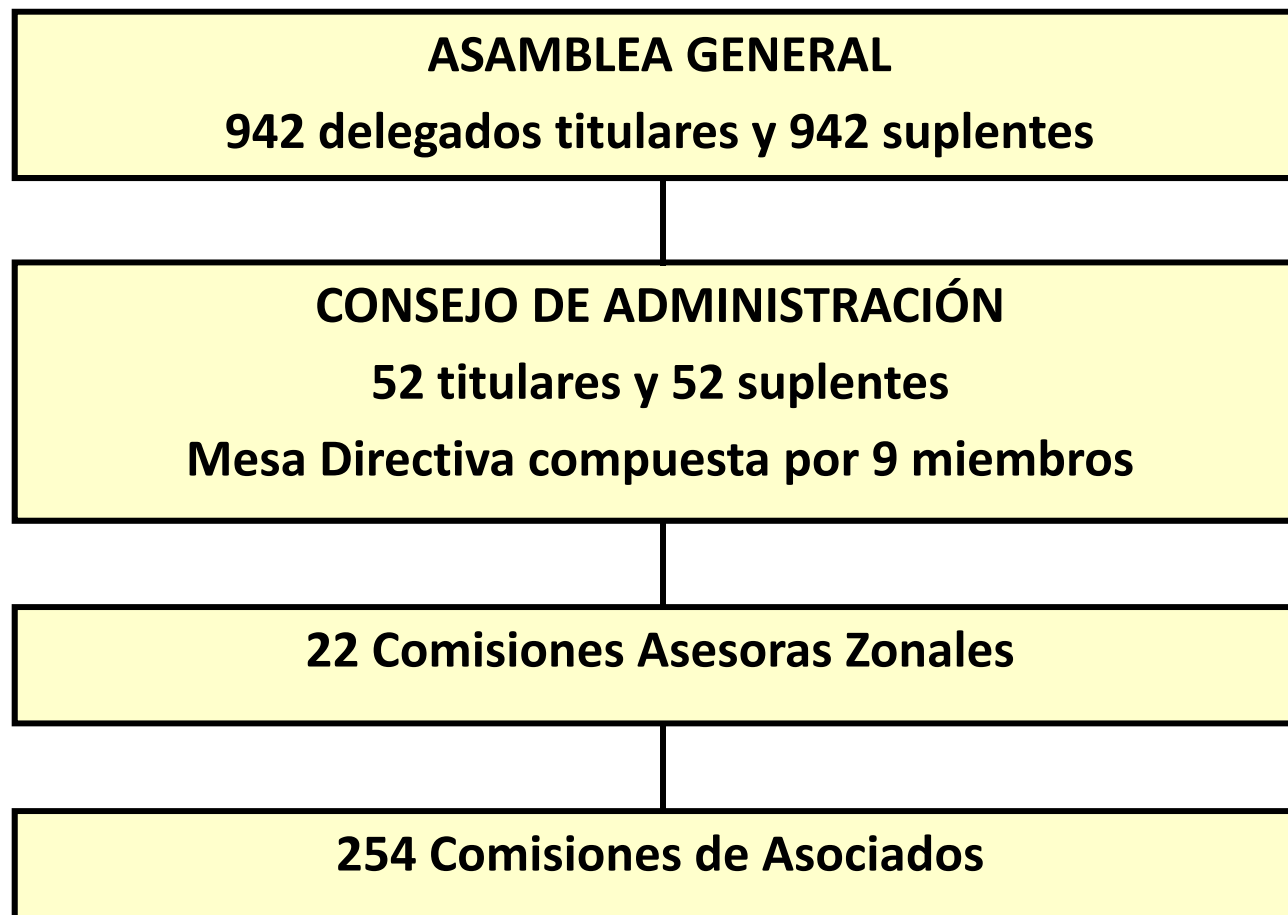 ASAMBLEA GENERAL
942 delegados titulares y 942 suplentes
CONSEJO DE ADMINISTRACIÓN
52 titulares y 52 suplentes
Mesa Directiva compuesta por 9 miembros
22 Comisiones Asesoras Zonales
254 Comisiones de Asociados